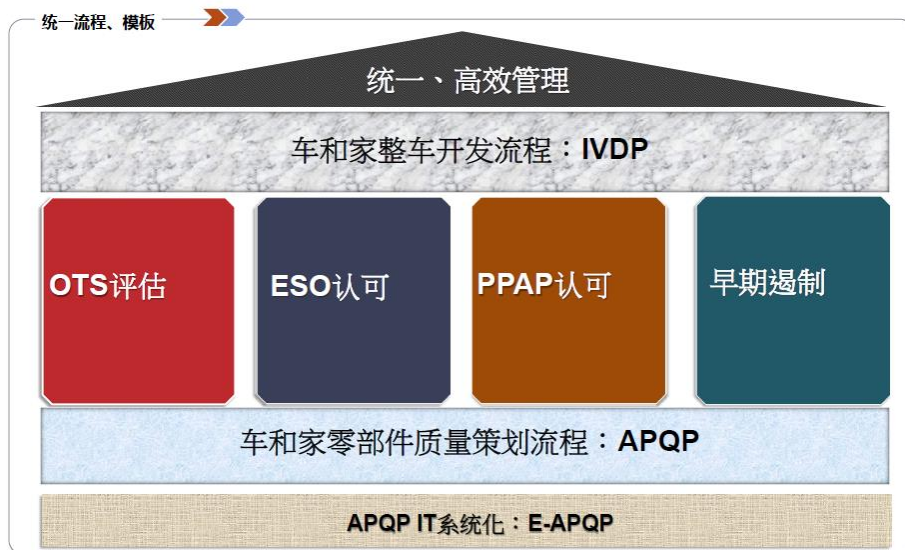 统一流程、模板
统一、高效管理
车和家整车开发流程：IVDP
OTS评估
ESO认可
PPAP认可
早期遏制
车和家零部件质量策划流程：APQP
APQP IT系统化：E-APQP